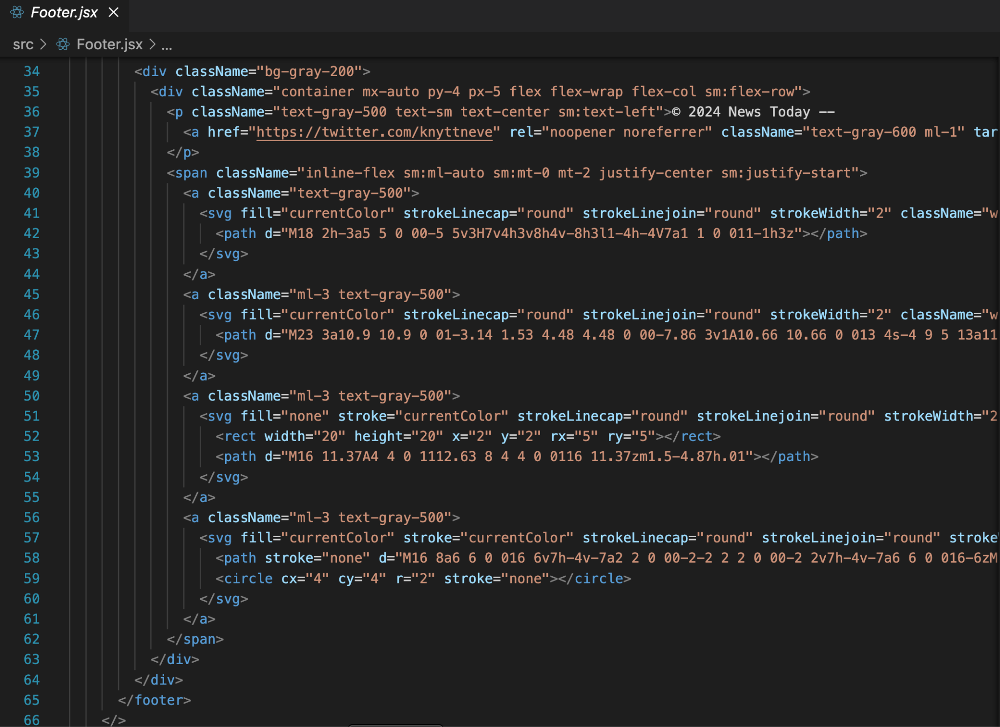 Footer.jsx ×
src > Footer.jsx > ...
34 <div className="bg-gray-200">
35 <div className="container mx-auto py-4 px-5 flex flex-wrap flex-col sm:flex-row">
36 <p className="text-gray-500 text-sm text-center sm:text-left">© 2024 News Today --
37 <a href="https://twitter.com/knyttneve" rel="noopener noreferrer" className="text-gray-600 ml-1" tar
38 </p>
39 <span className="inline-flex sm:ml-auto sm:mt-0 mt-2 justify-center sm:justify-start">
40 <a className="text-gray-500">
41 <svg fill="currentColor" strokeLinecap="round" strokeLinejoin="round" strokeWidth="2" className="w
42 <path d="M18 2h-3a5 5 0 00-5 5v3H7v4h3v8h4v-8h3l1-4h-4V7a1 1 0 011-1h3z"></path>
43 </svg>
44 </a>
45 <a className="ml-3 text-gray-500">
46 <svg fill="currentColor" strokeLinecap="round" strokeLinejoin="round" strokeWidth="2" className="w
47 <path d="M23 3a10.9 10.9 0 01-3.14 1.53 4.48 4.48 0 00-7.86 3v1A10.66 10.66 0 013 4s-4 9 5 13a11
48 </svg>
49 </a>
50 <a className="ml-3 text-gray-500">
51 <svg fill="none" stroke="currentColor" strokeLinecap="round" strokeLinejoin="round" strokeWidth="2
52 <rect width="20" height="20" x="2" y="2" rx="5" ry="5"></rect>
53 <path d="M16 11.37A4 4 0 1112.63 8 4 4 0 0116 11.37zm1.5-4.87h.01"></path>
54 </svg>
55 </a>
56 <a className="ml-3 text-gray-500">
57 <svg fill="currentColor" stroke="currentColor" strokeLinecap="round" strokeLinejoin="round" stroke
58 <path stroke="none" d="M16 8a6 6 0 016 6v7h-4v-7a2 2 0 00-2-2 2 2 0 00-2 2v7h-4v-7a6 6 0 016-6zM
59 <circle cx="4" cy="4" r="2" stroke="none"></circle>
60 </svg>
61 </a>
62 </span>
63 </div>
64 </div>
65 </footer>
66 </>